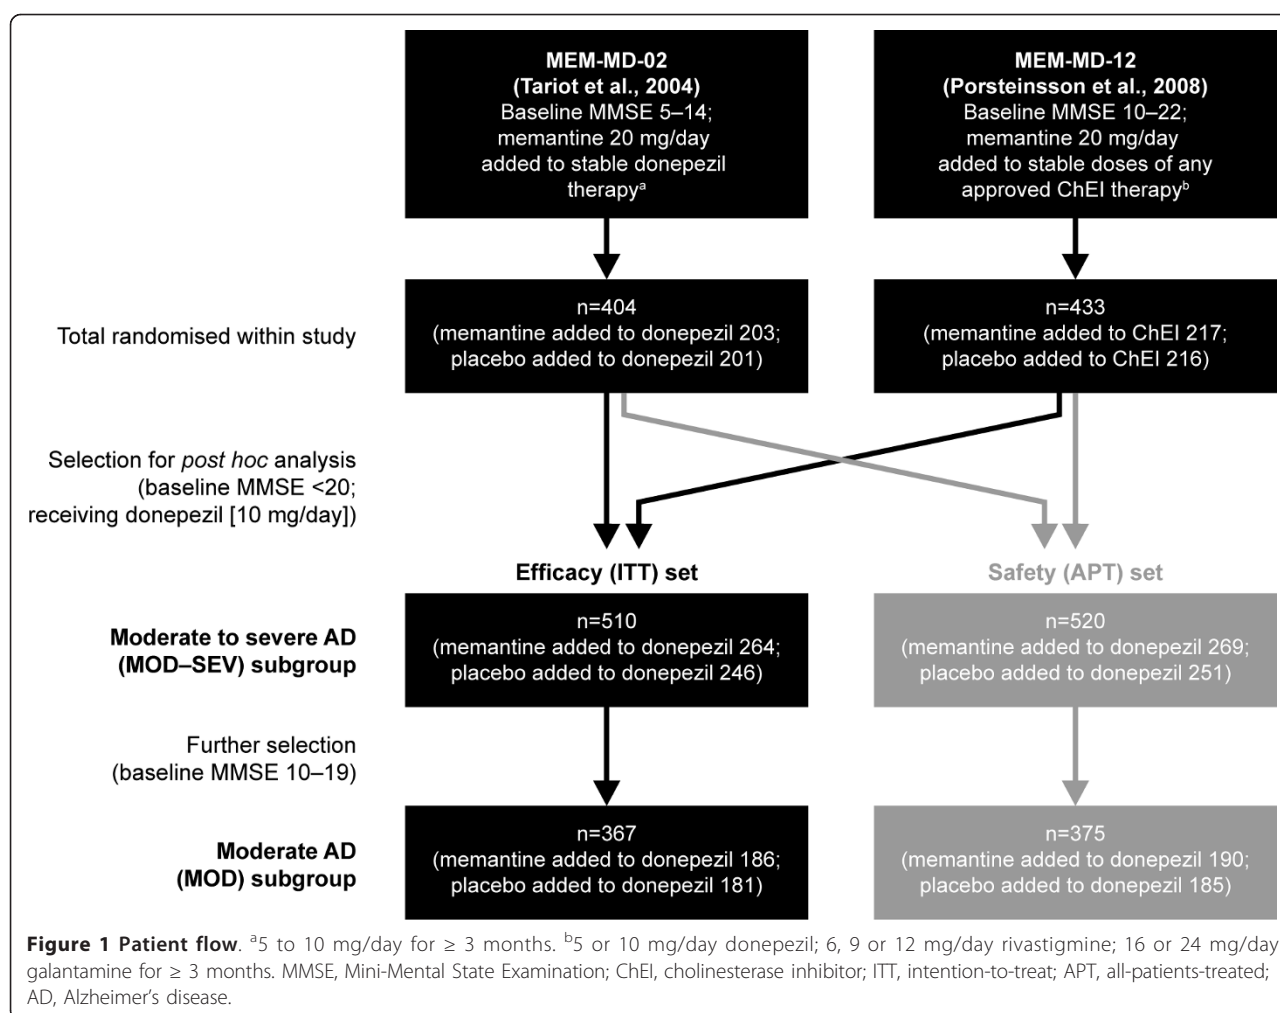 MEM-MD-02
(Tariot et al., 2004)
Baseline MMSE 5–14;
memantine 20 mg/day
added to stable donepezil
therapyᵃ
MEM-MD-12
(Porsteinsson et al., 2008)
Baseline MMSE 10–22;
memantine 20 mg/day
added to stable doses of any
approved ChEI therapyᵇ
Total randomised within study
n=404
(memantine added to donepezil 203;
placebo added to donepezil 201)
n=433
(memantine added to ChEI 217;
placebo added to ChEI 216)
Selection for post hoc analysis
(baseline MMSE <20;
receiving donepezil [10 mg/day])
Efficacy (ITT) set
Safety (APT) set
Moderate to severe AD
(MOD–SEV) subgroup
n=510
(memantine added to donepezil 264;
placebo added to donepezil 246)
n=520
(memantine added to donepezil 269;
placebo added to donepezil 251)
Further selection
(baseline MMSE 10–19)
Moderate AD
(MOD) subgroup
n=367
(memantine added to donepezil 186;
placebo added to donepezil 181)
n=375
(memantine added to donepezil 190;
placebo added to donepezil 185)
Figure 1 Patient flow. ᵃ5 to 10 mg/day for ≥ 3 months. ᵇ5 or 10 mg/day donepezil; 6, 9 or 12 mg/day rivastigmine; 16 or 24 mg/day
galantamine for ≥ 3 months. MMSE, Mini-Mental State Examination; ChEI, cholinesterase inhibitor; ITT, intention-to-treat; APT, all-patients-treated;
AD, Alzheimer's disease.